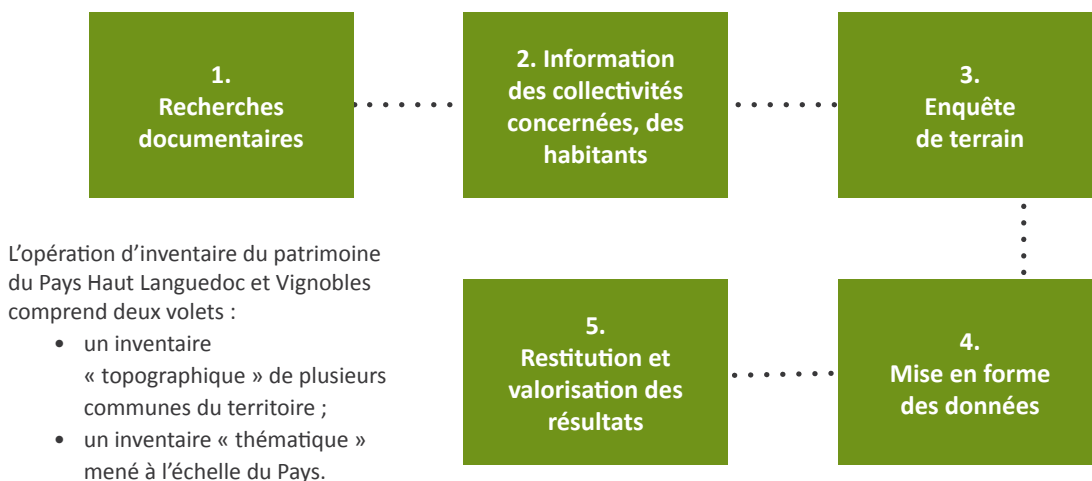 1.
Recherches
documentaires
2. Information
des collectivités
concernées, des
habitants
3.
Enquête
de terrain
L'opération d'inventaire du patrimoine
du Pays Haut Languedoc et Vignobles
comprend deux volets :
• un inventaire
« topographique » de plusieurs
communes du territoire ;
• un inventaire « thématique »
mené à l'échelle du Pays.
4.
Mise en forme
des données
5.
Restitution et
valorisation des
résultats